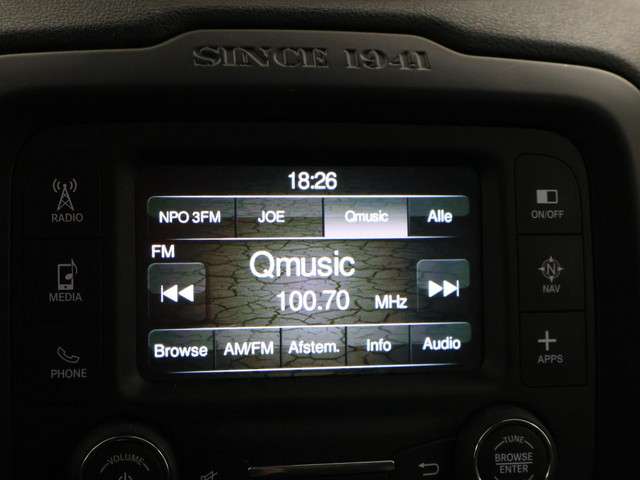 SINCE 1941
18:26
NPO 3FM JOE Qmusic Alle
FM
Qmusic
100.70 MHz
Browse AM/FM Afstem. Info Audio
RADIO
MEDIA
PHONE
ON/OFF
N
NAV
APPS
VOLUME
TUNE
BROWSE
ENTER